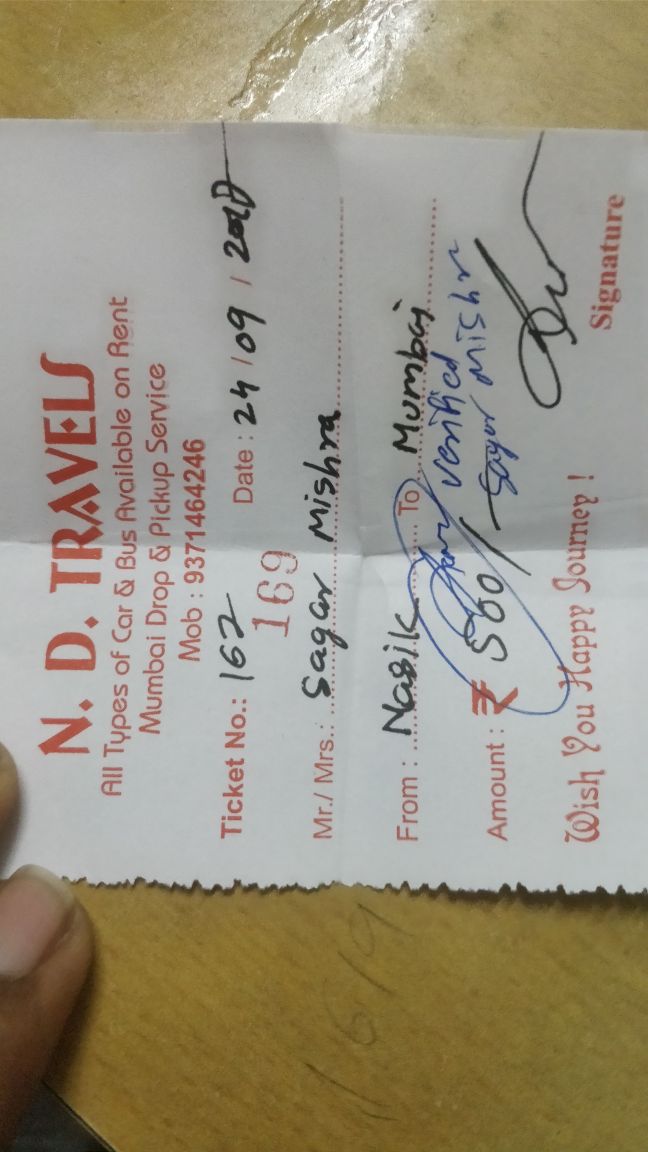 N. D. TRAVELS
All Types of Car & Bus Available on Rent
Mumbai Drop & Pickup Service
Mob : 9371464246
Ticket No.: 162 Date : 24/09/2018
169
Mr./ Mrs.: Sagar Mishra
From : Nasik To Mumbai
verified
Sagar Mishra
Amount : ₹ 500/-
Wish You Happy Journey ! Signature